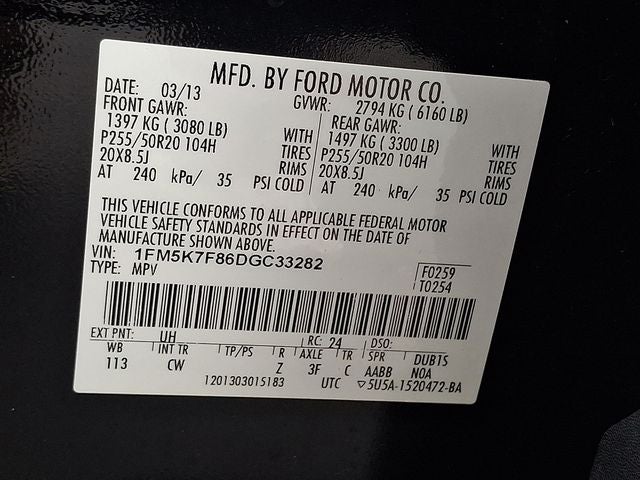 MFD. BY FORD MOTOR CO.
DATE: 03/13 GVWR: 2794 KG ( 6160 LB)
FRONT GAWR: REAR GAWR:
1397 KG ( 3080 LB) WITH 1497 KG ( 3300 LB) WITH
P255/50R20 104H TIRES P255/50R20 104H TIRES
20X8.5J RIMS 20X8.5J RIMS
AT 240 kPa/ 35 PSI COLD AT 240 kPa/ 35 PSI COLD
THIS VEHICLE CONFORMS TO ALL APPLICABLE FEDERAL MOTOR
VEHICLE SAFETY STANDARDS IN EFFECT ON THE DATE OF
MANUFACTURE SHOWN ABOVE.
VIN: 1FM5K7F86DGC33282 F0259
TYPE: MPV T0254
EXT PNT: UH RC: 24 DSO:
WB INT TR TP/PS R AXLE TR SPR DUB1S
113 CW Z 3F C AABB N0A
1201303015183 UTC ▽5U5A-1520472-BA